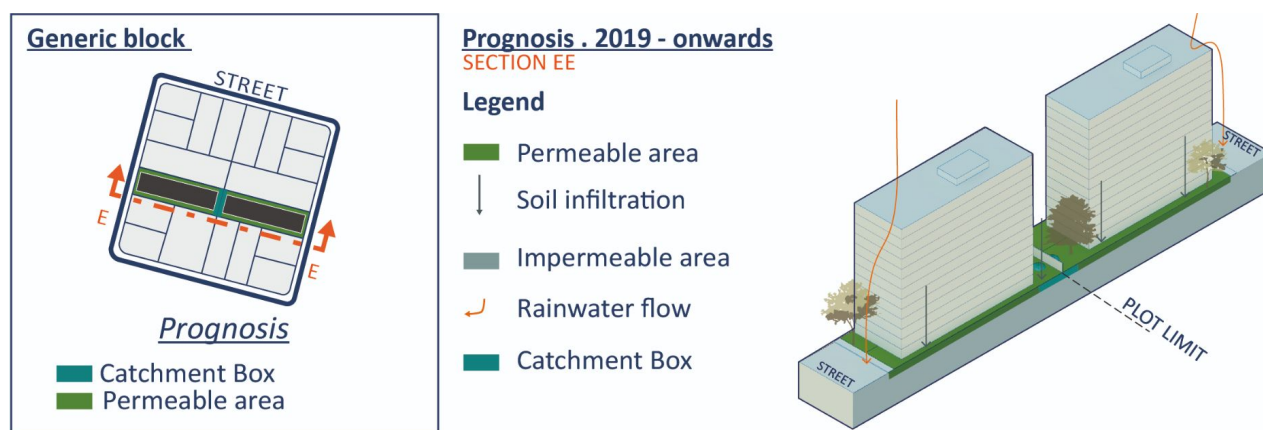 Generic block
STREET
E
E
Prognosis
Catchment Box
Permeable area
Prognosis . 2019 - onwards
SECTION EE
Legend
Permeable area
Soil infiltration
Impermeable area
Rainwater flow
Catchment Box
STREET
PLOT LIMIT
STREET